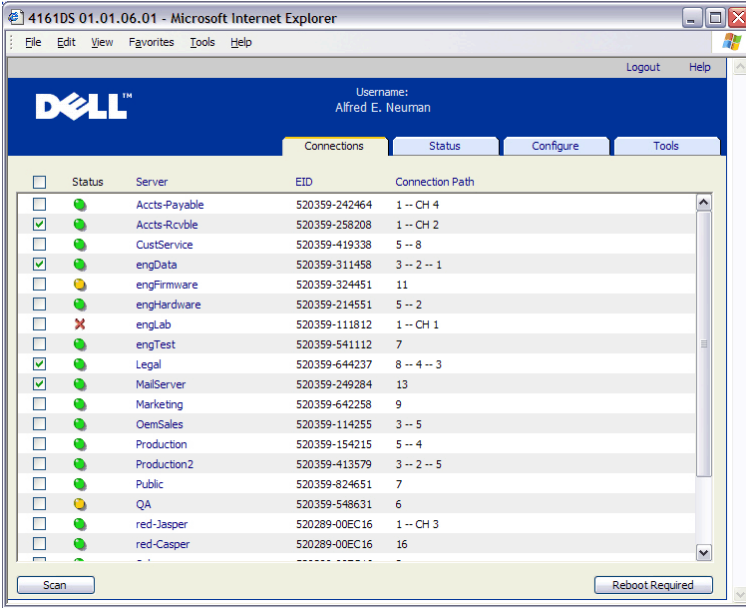 4161DS 01.01.06.01 - Microsoft Internet Explorer
File Edit View Favorites Tools Help
Logout Help
DELL™
Username:
Alfred E. Neuman
Connections Status Configure Tools
Status Server EID Connection Path
Accts-Payable 520359-242464 1 -- CH 4
Accts-Rcvble 520359-258208 1 -- CH 2
CustService 520359-419338 5 -- 8
engData 520359-311458 3 -- 2 -- 1
engFirmware 520359-324451 11
engHardware 520359-214551 5 -- 2
engLab 520359-111812 1 -- CH 1
engTest 520359-541112 7
Legal 520359-644237 8 -- 4 -- 3
MailServer 520359-249284 13
Marketing 520359-642258 9
OemSales 520359-114255 3 -- 5
Production 520359-154215 5 -- 4
Production2 520359-413579 3 -- 2 -- 5
Public 520359-824651 7
QA 520359-548631 6
red-Jasper 520289-00EC16 1 -- CH 3
red-Casper 520289-00EC16 16
Scan Reboot Required